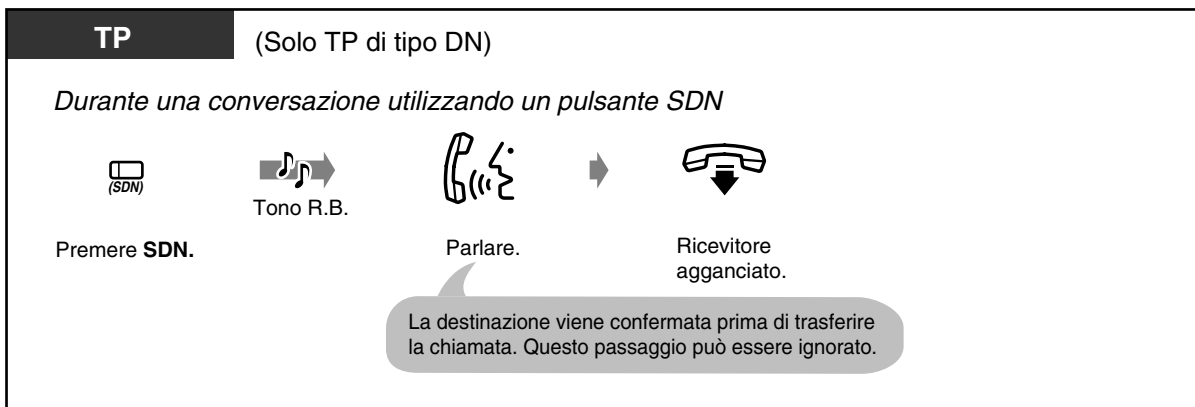 TP (Solo TP di tipo DN)
Durante una conversazione utilizzando un pulsante SDN
(SDN)
Tono R.B.
Premere SDN.
Parlare.
Ricevitore
agganciato.
La destinazione viene confermata prima di trasferire
la chiamata. Questo passaggio può essere ignorato.